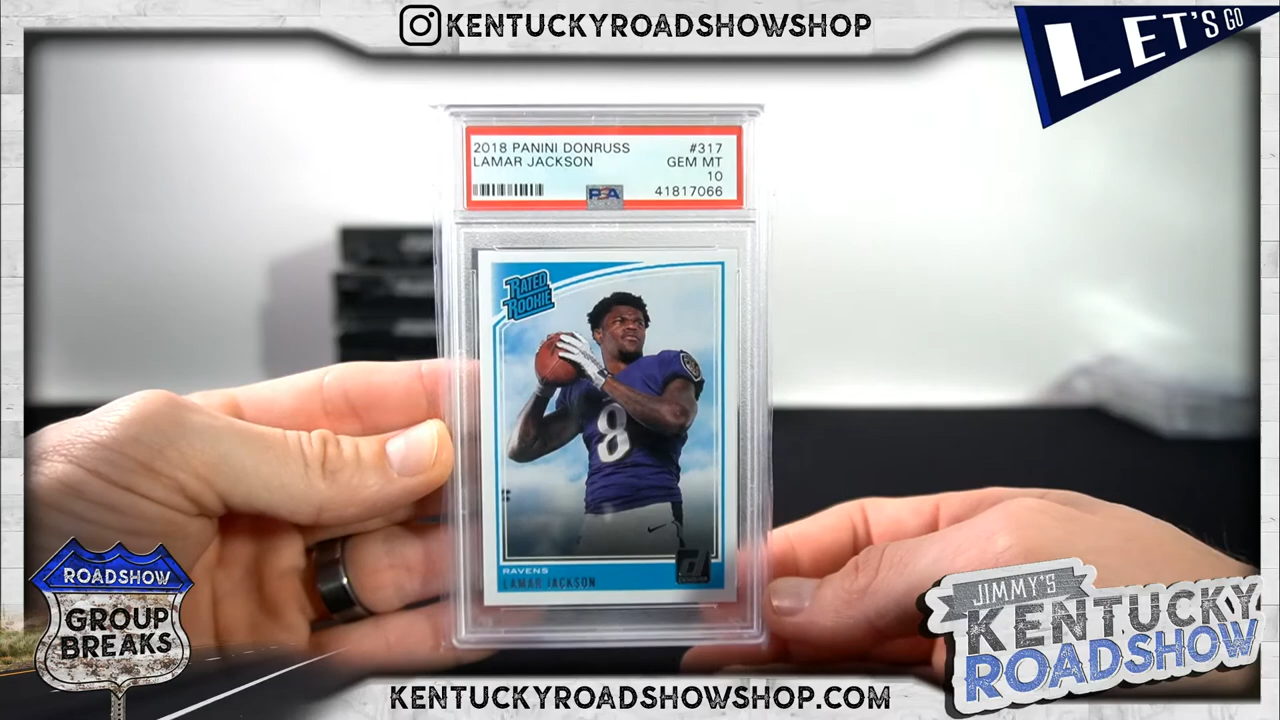 KENTUCKYROADSHOWSHOP
LET'S GO
2018 PANINI DONRUSS #317
LAMAR JACKSON GEM MT
10
PSA 41817066
RATED
ROOKIE
8
RAVENS
LAMAR JACKSON
ROADSHOW
GROUP
BREAKS
JIMMY'S
KENTUCKY
ROADSHOW
KENTUCKYROADSHOWSHOP.COM